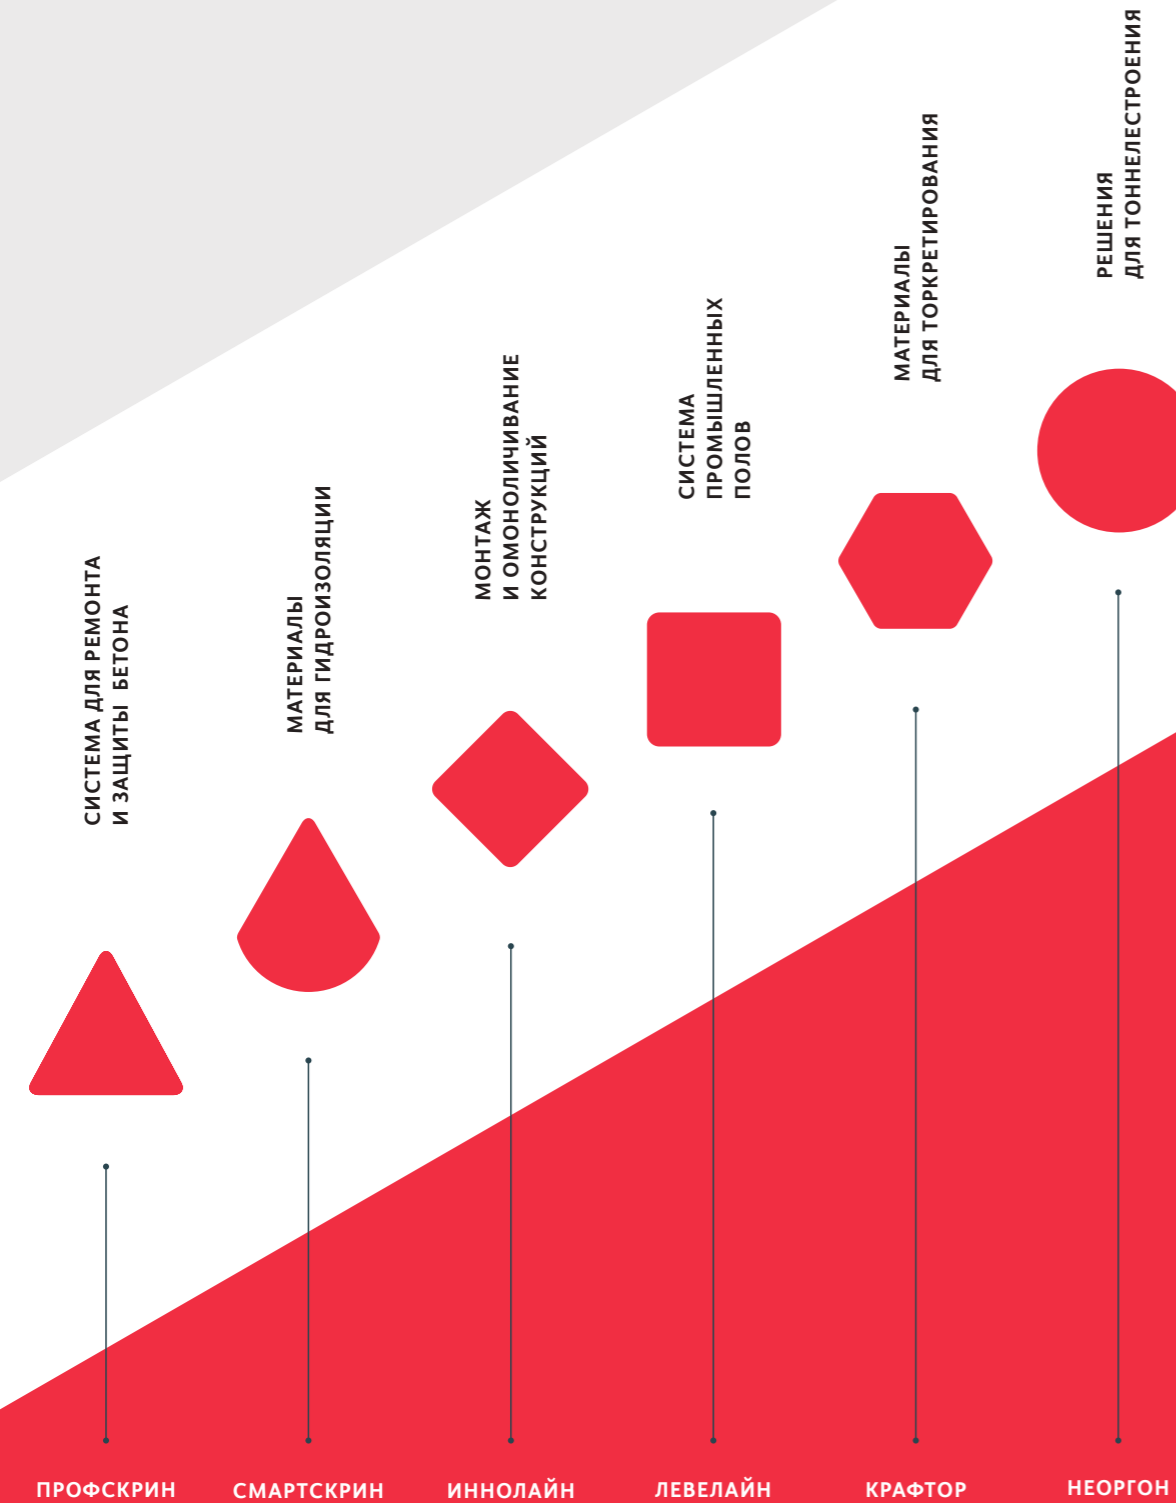 СИСТЕМА ДЛЯ РЕМОНТА
И ЗАЩИТЫ БЕТОНА
МАТЕРИАЛЫ
ДЛЯ ГИДРОИЗОЛЯЦИИ
МОНТАЖ
И ОМОНОЛИЧИВАНИЕ
КОНСТРУКЦИЙ
СИСТЕМА
ПРОМЫШЛЕННЫХ
ПОЛОВ
МАТЕРИАЛЫ
ДЛЯ ТОРКРЕТИРОВАНИЯ
РЕШЕНИЯ
ДЛЯ ТОННЕЛЕСТРОЕНИЯ
ПРОФСКРИН
СМАРТСКРИН
ИННОЛАЙН
ЛЕВЕЛАЙН
КРАФТОР
НЕОРГОН